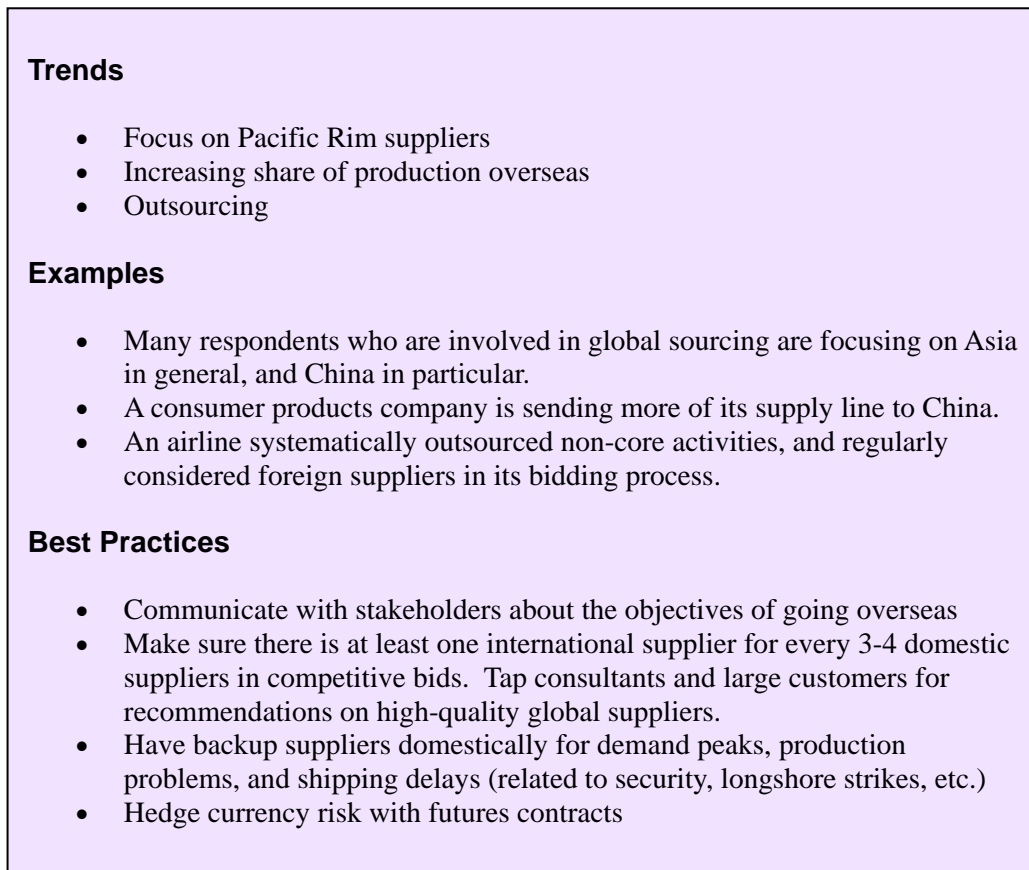 Trends
• Focus on Pacific Rim suppliers
• Increasing share of production overseas
• Outsourcing
Examples
• Many respondents who are involved in global sourcing are focusing on Asia
in general, and China in particular.
• A consumer products company is sending more of its supply line to China.
• An airline systematically outsourced non-core activities, and regularly
considered foreign suppliers in its bidding process.
Best Practices
• Communicate with stakeholders about the objectives of going overseas
• Make sure there is at least one international supplier for every 3-4 domestic
suppliers in competitive bids.  Tap consultants and large customers for
recommendations on high-quality global suppliers.
• Have backup suppliers domestically for demand peaks, production
problems, and shipping delays (related to security, longshore strikes, etc.)
• Hedge currency risk with futures contracts